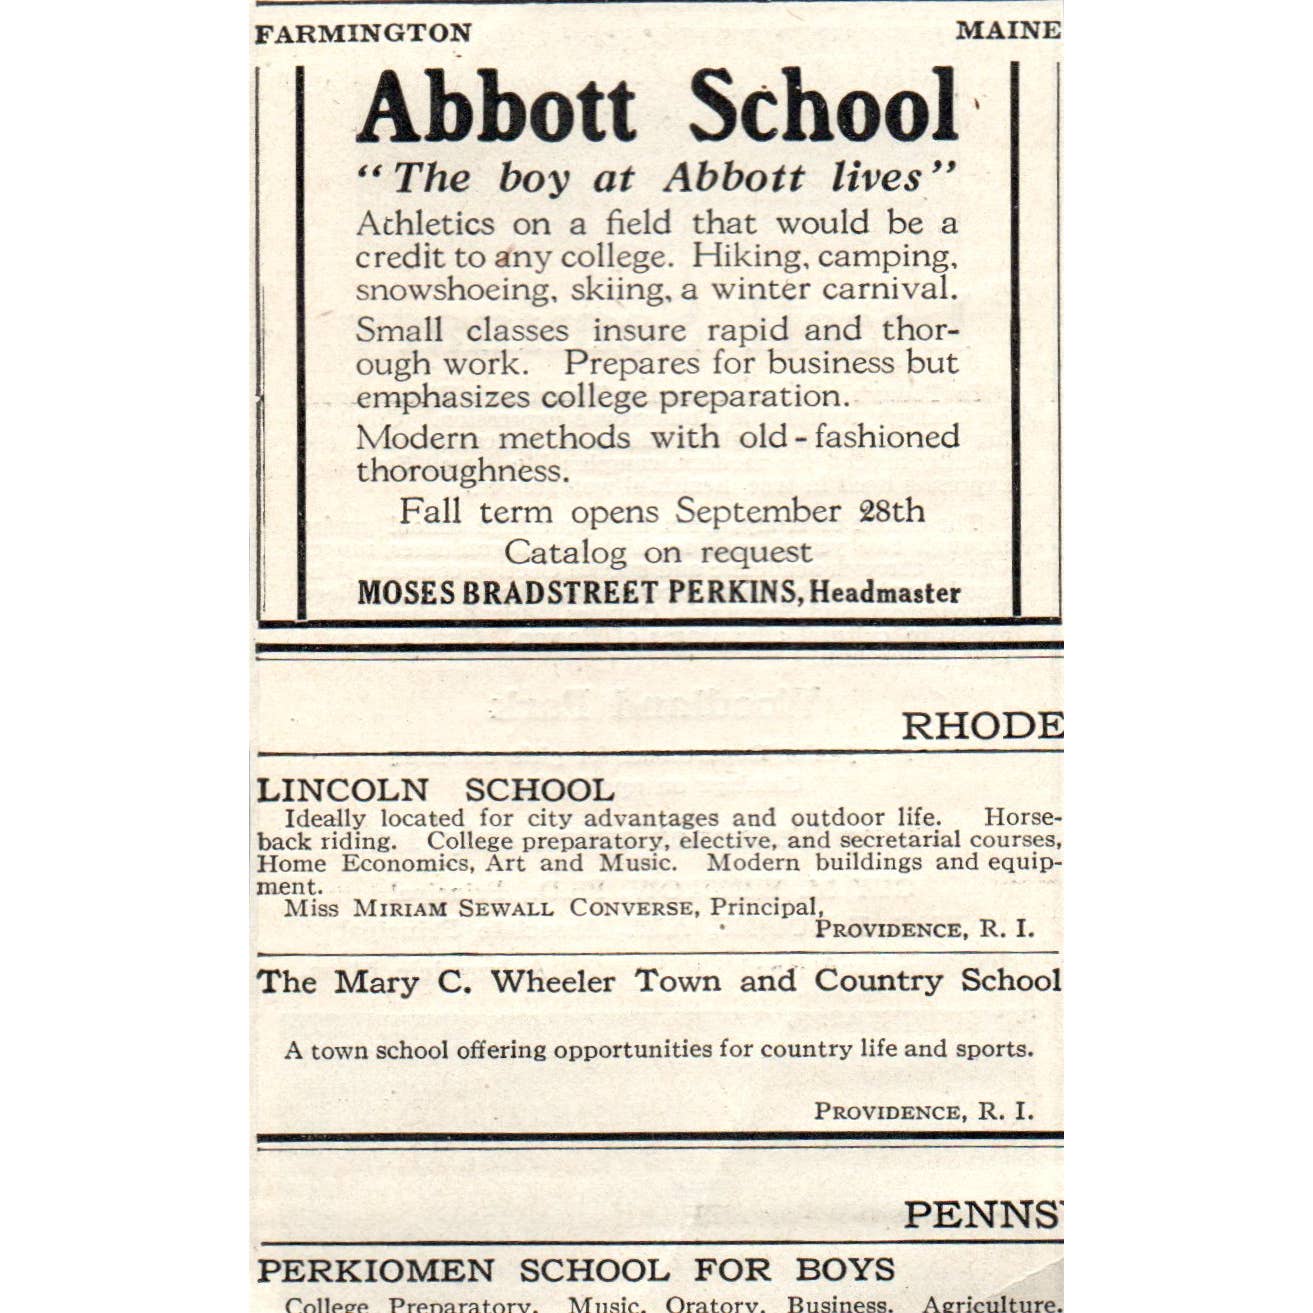 FARMINGTON MAINE
Abbott School
"The boy at Abbott lives"
Athletics on a field that would be a
credit to any college. Hiking, camping,
snowshoeing, skiing, a winter carnival.
Small classes insure rapid and thor-
ough work. Prepares for business but
emphasizes college preparation.
Modern methods with old-fashioned
thoroughness.
Fall term opens September 28th
Catalog on request
MOSES BRADSTREET PERKINS, Headmaster
RHODE
LINCOLN SCHOOL
Ideally located for city advantages and outdoor life. Horse-
back riding. College preparatory, elective, and secretarial courses,
Home Economics, Art and Music. Modern buildings and equip-
ment.
Miss MIRIAM SEWALL CONVERSE, Principal,
PROVIDENCE, R. I.
The Mary C. Wheeler Town and Country School
A town school offering opportunities for country life and sports.
PROVIDENCE, R. I.
PENNS
PERKIOMEN SCHOOL FOR BOYS
College Preparatory. Music. Oratory. Business. Agriculture.